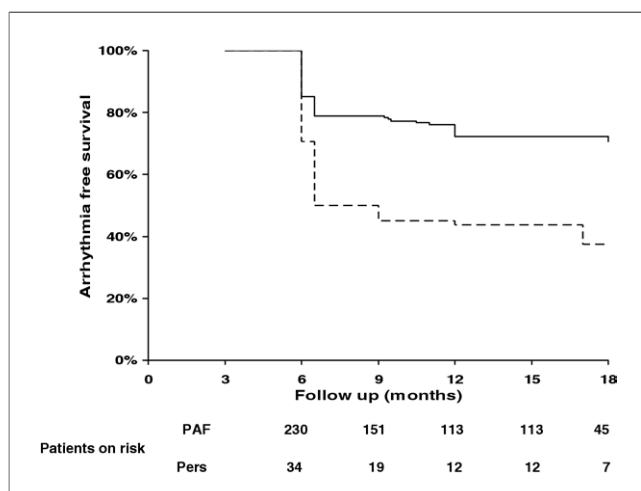 100%
80%
60%
40%
20%
0%
Arrhythmia free survival
0 3 6 9 12 15 18
Follow up (months)
PAF 230 151 113 113 45
Patients on risk
Pers 34 19 12 12 7